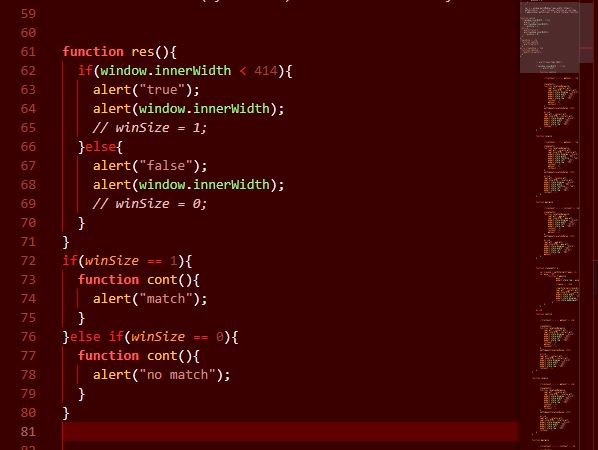 59
60
61 function res(){
62 if(window.innerWidth < 414){
63 alert("true");
64 alert(window.innerWidth);
65 // winSize = 1;
66 }else{
67 alert("false");
68 alert(window.innerWidth);
69 // winSize = 0;
70 }
71 }
72 if(winSize == 1){
73 function cont(){
74 alert("match");
75 }
76 }else if(winSize == 0){
77 function cont(){
78 alert("no match");
79 }
80 }
81